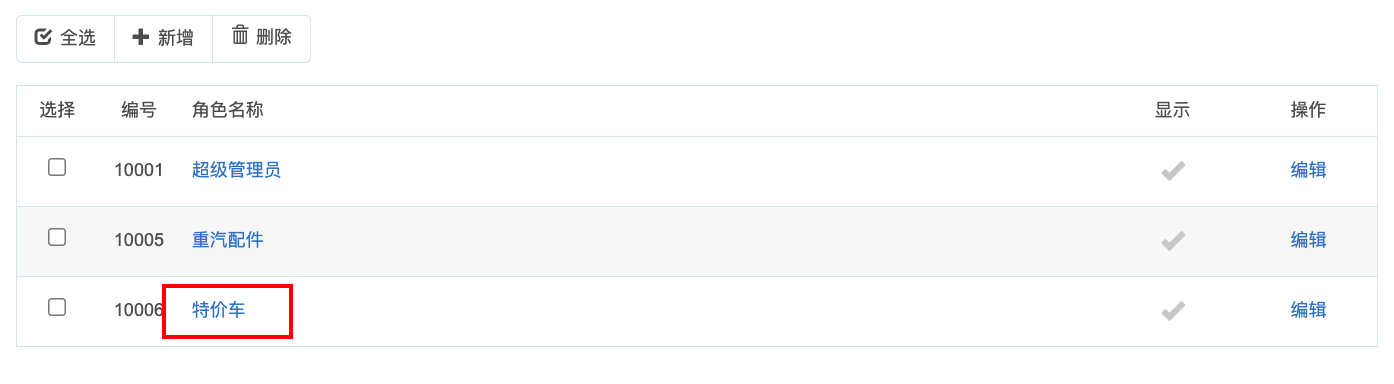 全选 新增 删除
选择 编号 角色名称 显示 操作
10001 超级管理员 编辑
10005 重汽配件 编辑
10006 特价车 编辑